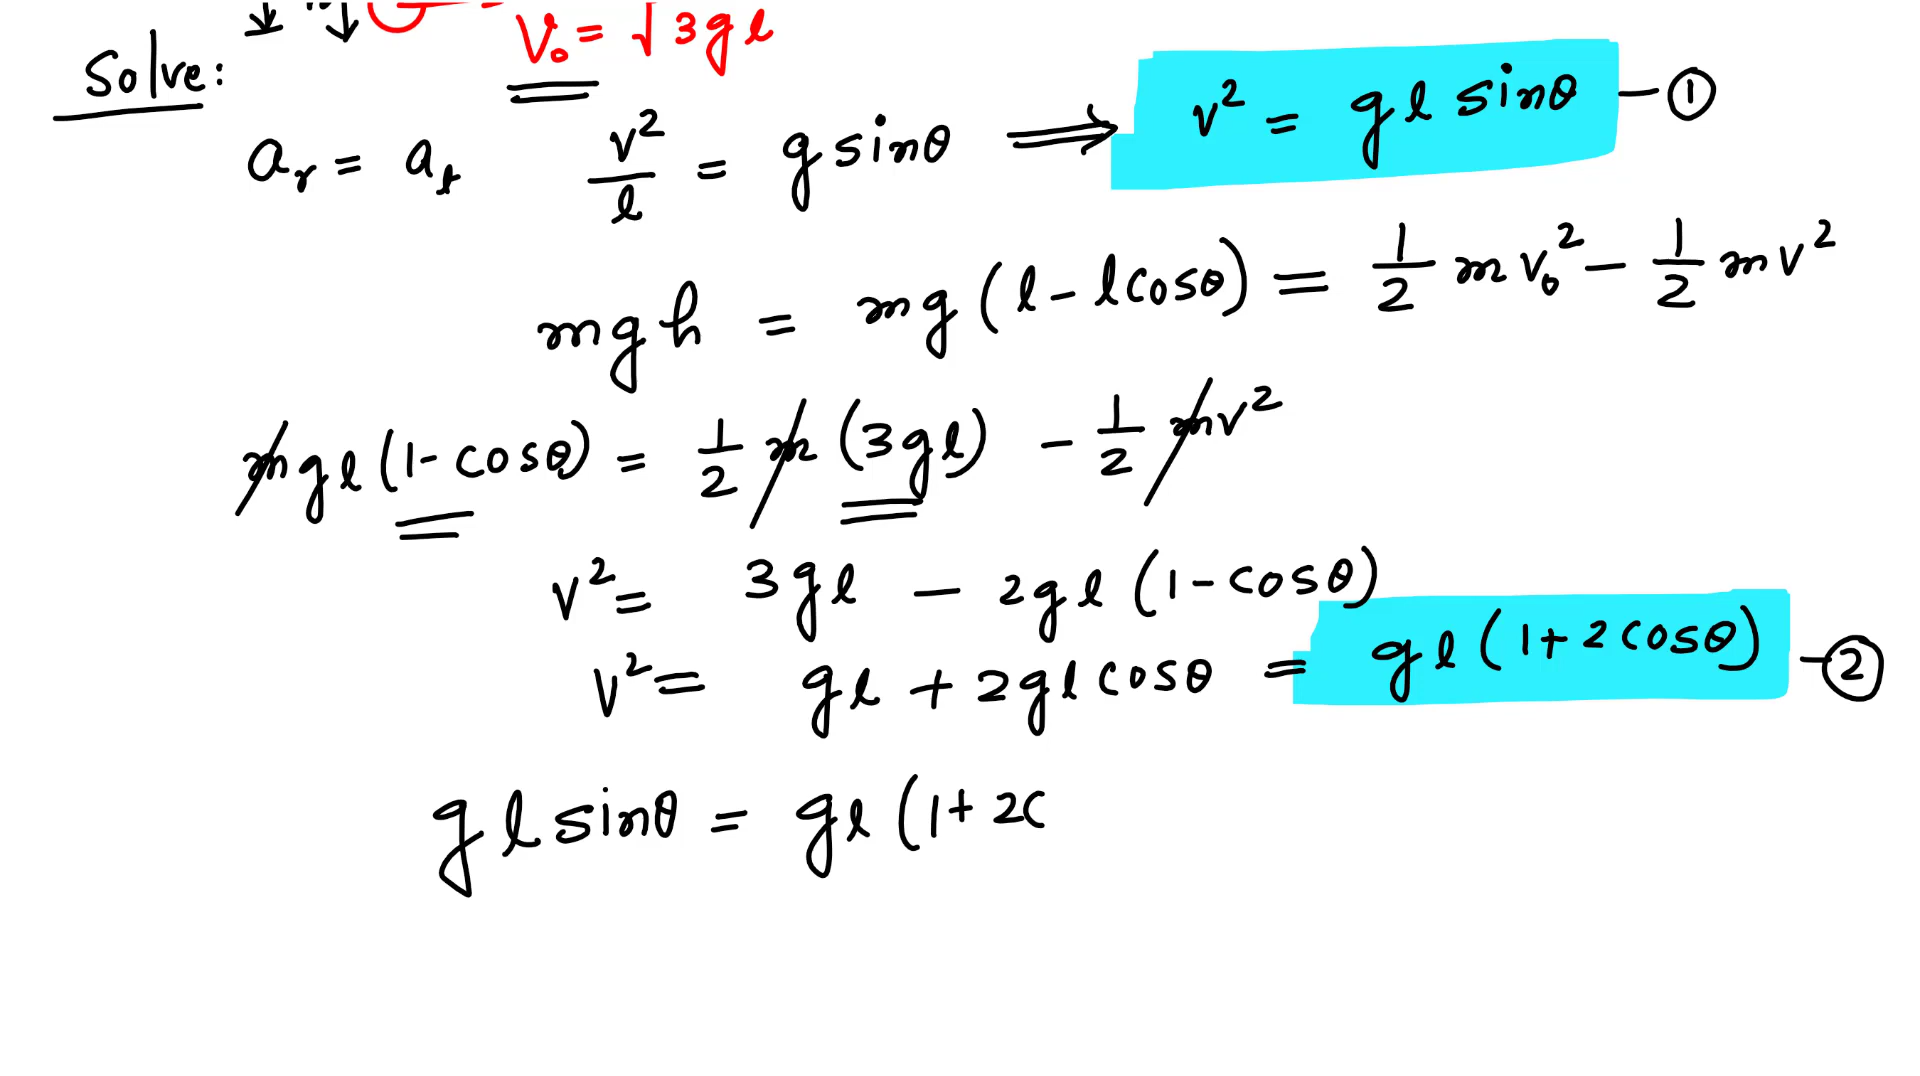 V₀ = √3gl
Solve:
aᵣ = aₜ v²/l = g sinθ ⟹ v² = gl sinθ — ①
mgh = mg(l - lcosθ) = 1/2 mv₀² - 1/2 mv²
mgl(1 - cosθ) = 1/2 m(3gl) - 1/2 mv²
v² = 3gl - 2gl(1 - cosθ)
v² = gl + 2gl cosθ = gl(1 + 2cosθ) — ②
gl sinθ = gl(1 + 2c